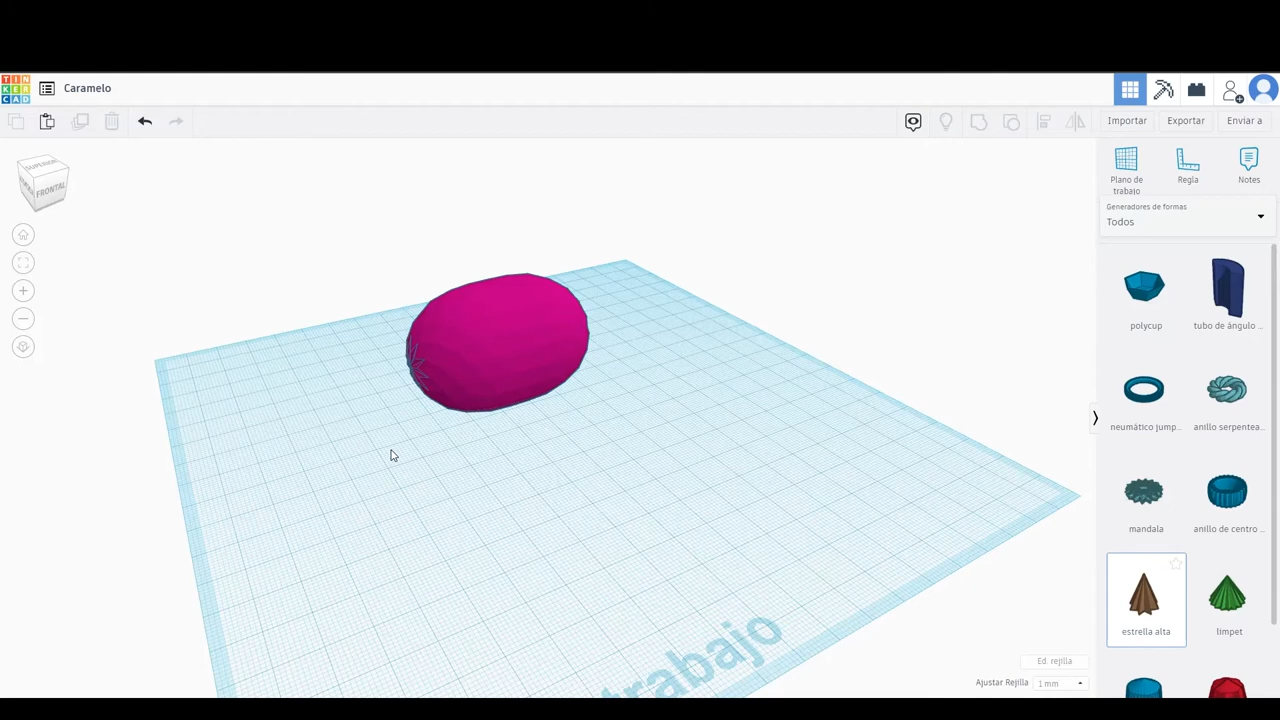 TIN
KER
CAD
Caramelo
Importar
Exportar
Enviar a
SUPERIOR
FRONTAL
Plano de
trabajo
Regla
Notes
Generadores de formas
Todos
polycup
tubo de ángulo ...
neumático jump...
anillo serpentea...
mandala
anillo de centro ...
estrella alta
limpet
trabajo
Ed. rejilla
Ajustar Rejilla
1 mm